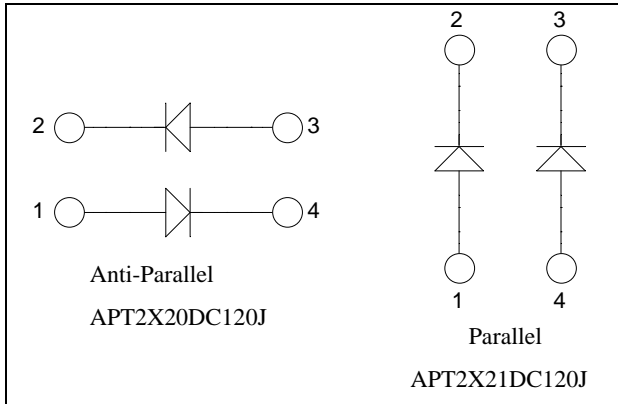 2 3
1 4
Anti-Parallel
APT2X20DC120J
2 3
1 4
Parallel
APT2X21DC120J